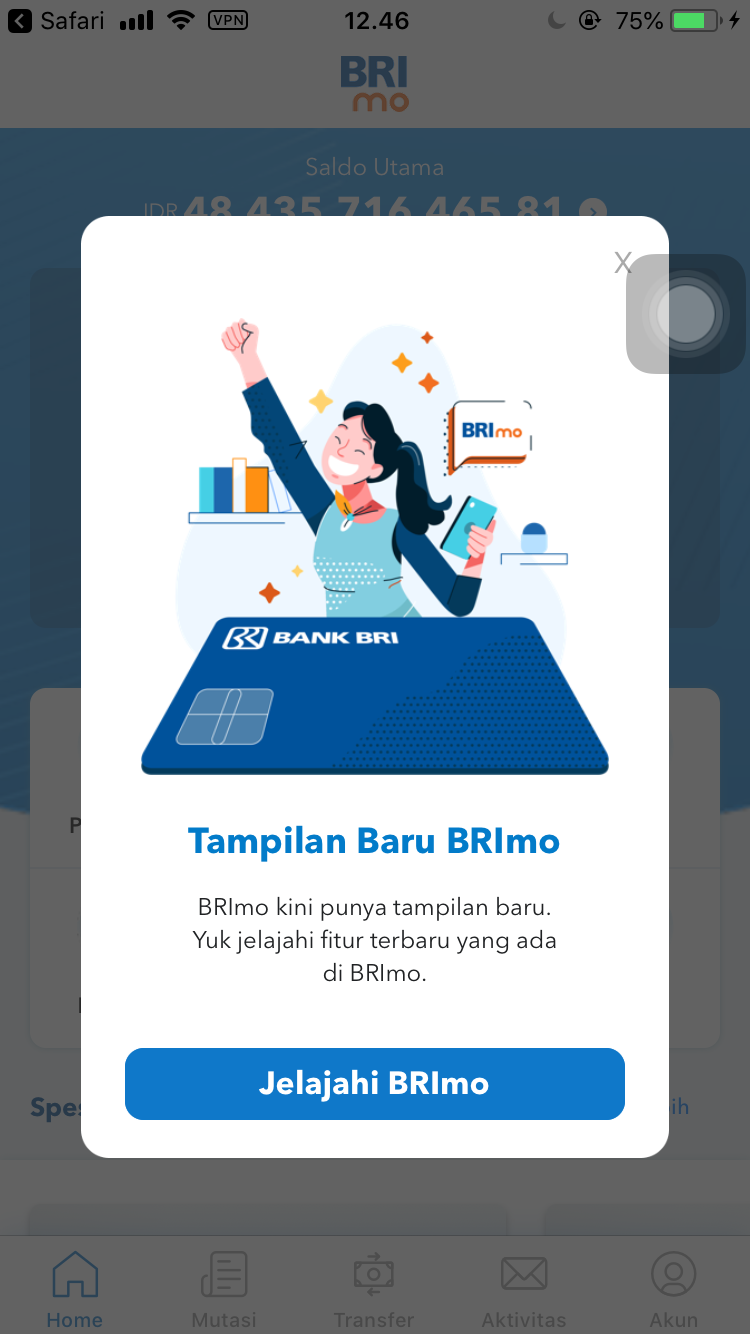 Safari VPN 12.46 75%
BRI
mo
Saldo Utama
IDR 48.435.716.465,81
X
BRImo
BANK BRI
Tampilan Baru BRImo
BRImo kini punya tampilan baru.
Yuk jelajahi fitur terbaru yang ada
di BRImo.
Jelajahi BRImo
Home Mutasi Transfer Aktivitas Akun